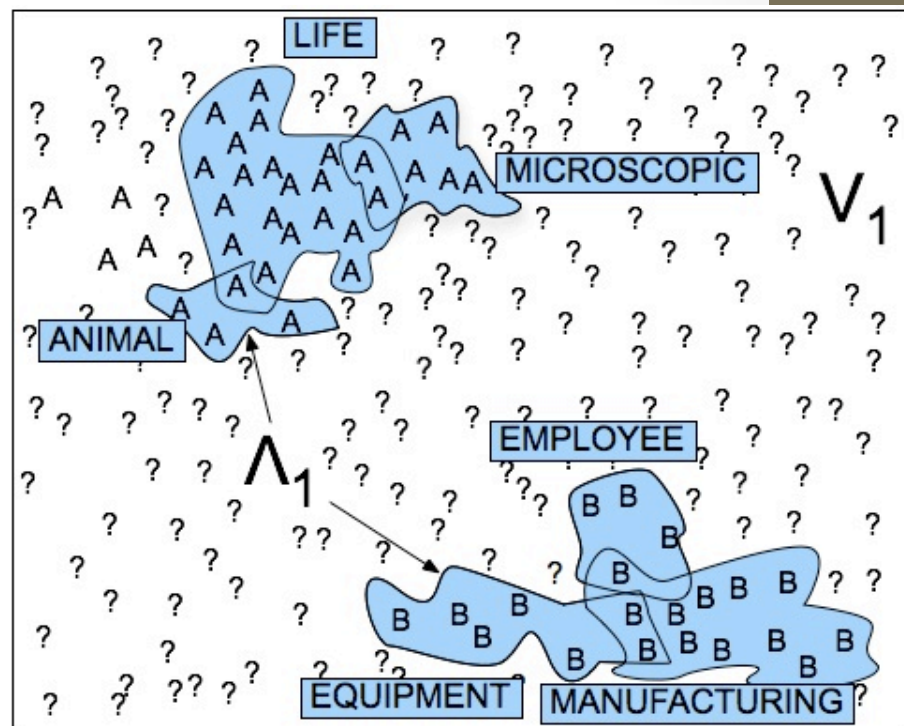 LIFE
MICROSCOPIC
V1
ANIMAL
Λ1
EMPLOYEE
EQUIPMENT
MANUFACTURING